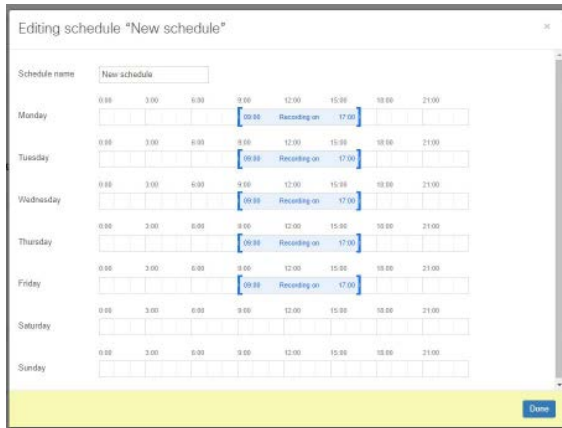 Editing schedule “New schedule”
×
Schedule name New schedule
0:00 3:00 6:00 9:00 12:00 15:00 18:00 21:00
Monday 09:00 Recording on 17:00
0:00 3:00 6:00 9:00 12:00 15:00 18:00 21:00
Tuesday 09:00 Recording on 17:00
0:00 3:00 6:00 9:00 12:00 15:00 18:00 21:00
Wednesday 09:00 Recording on 17:00
0:00 3:00 6:00 9:00 12:00 15:00 18:00 21:00
Thursday 09:00 Recording on 17:00
0:00 3:00 6:00 9:00 12:00 15:00 18:00 21:00
Friday 09:00 Recording on 17:00
0:00 3:00 6:00 9:00 12:00 15:00 18:00 21:00
Saturday
0:00 3:00 6:00 9:00 12:00 15:00 18:00 21:00
Sunday
Done